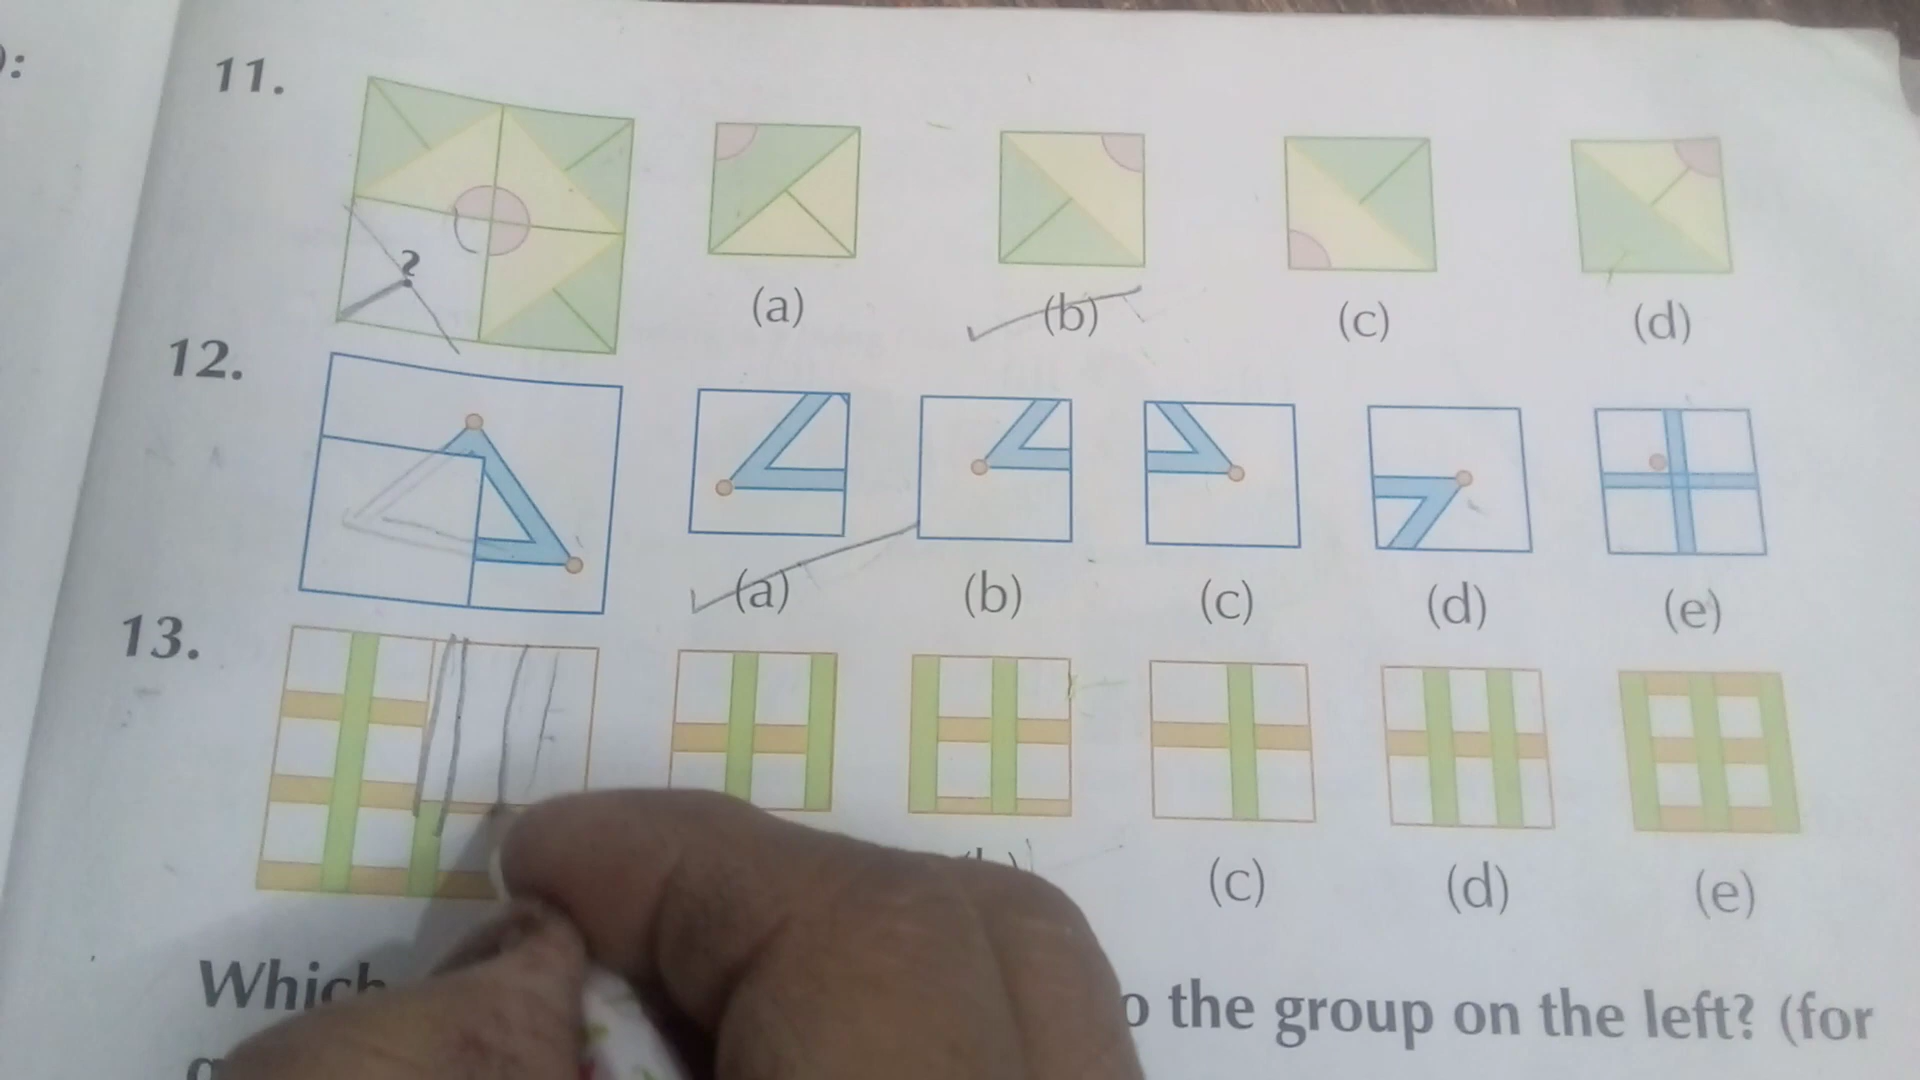 ):
11.
?
(a) (b) (c) (d)
12.
(a) (b) (c) (d) (e)
13.
(c) (d) (e)
Which
the group on the left? (for